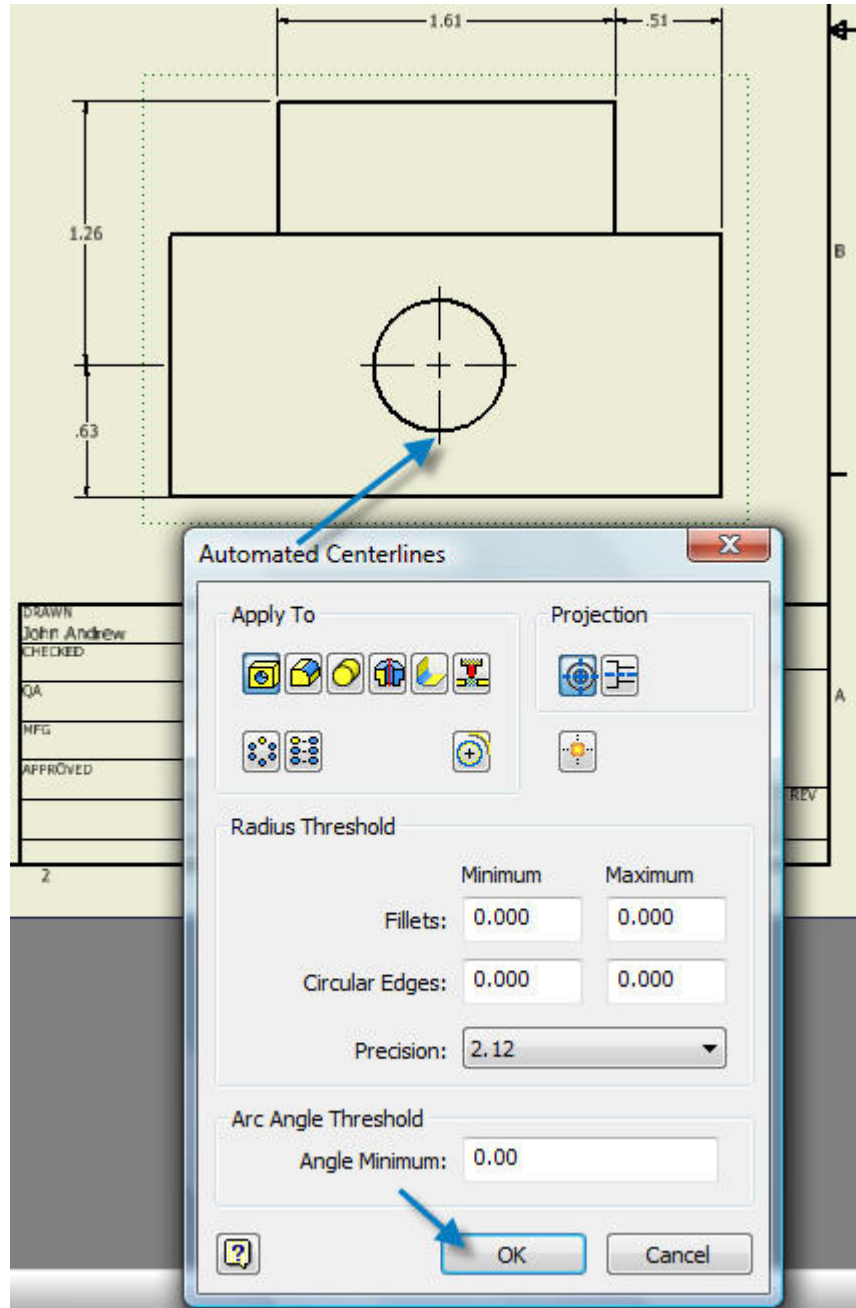 1.61
.51
1.26
B
.63
Automated Centerlines
X
DRAWN
John Andrew
CHECKED
QA
MFG
APPROVED
2
Apply To
Projection
A
REV
Radius Threshold
Minimum Maximum
Fillets: 0.000 0.000
Circular Edges: 0.000 0.000
Precision: 2.12
Arc Angle Threshold
Angle Minimum: 0.00
?
OK
Cancel